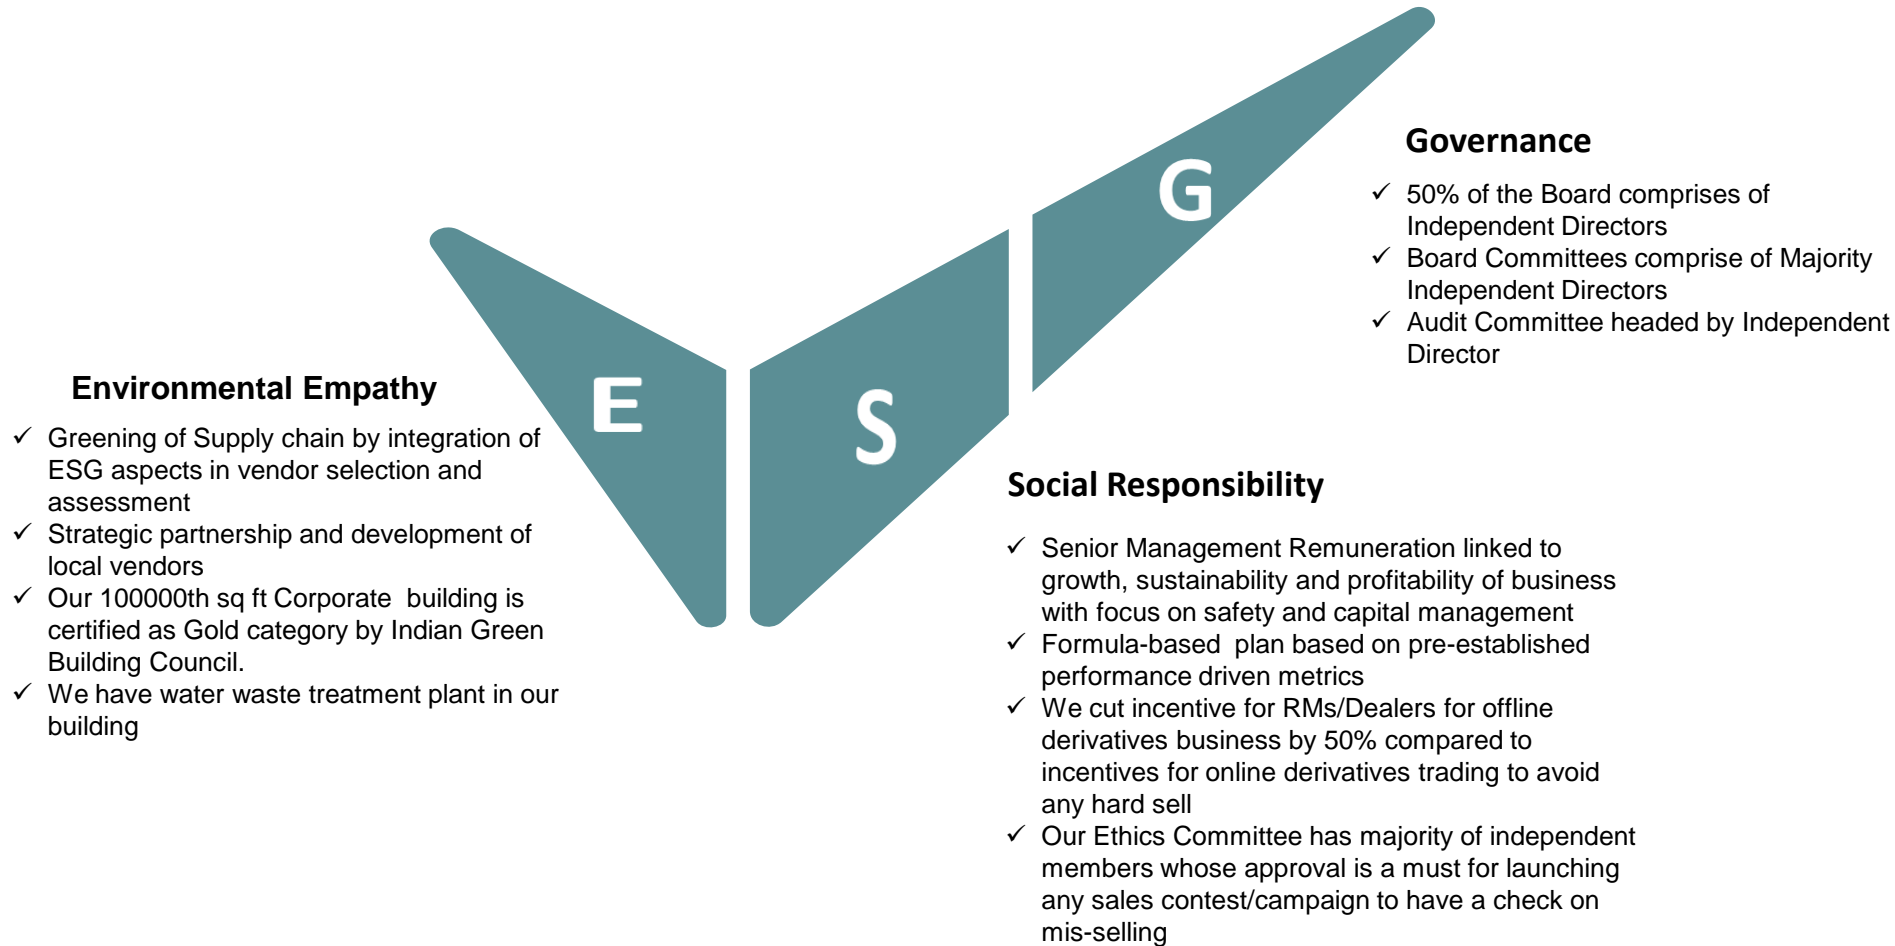 G
Governance
✓ 50% of the Board comprises of
Independent Directors
✓ Board Committees comprise of Majority
Independent Directors
✓ Audit Committee headed by Independent
Director
E
S
Environmental Empathy
✓ Greening of Supply chain by integration of
ESG aspects in vendor selection and
assessment
✓ Strategic partnership and development of
local vendors
✓ Our 100000th sq ft Corporate  building is
certified as Gold category by Indian Green
Building Council.
✓ We have water waste treatment plant in our
building
Social Responsibility
✓ Senior Management Remuneration linked to
growth, sustainability and profitability of business
with focus on safety and capital management
✓ Formula-based  plan based on pre-established
performance driven metrics
✓ We cut incentive for RMs/Dealers for offline
derivatives business by 50% compared to
incentives for online derivatives trading to avoid
any hard sell
✓ Our Ethics Committee has majority of independent
members whose approval is a must for launching
any sales contest/campaign to have a check on
mis-selling